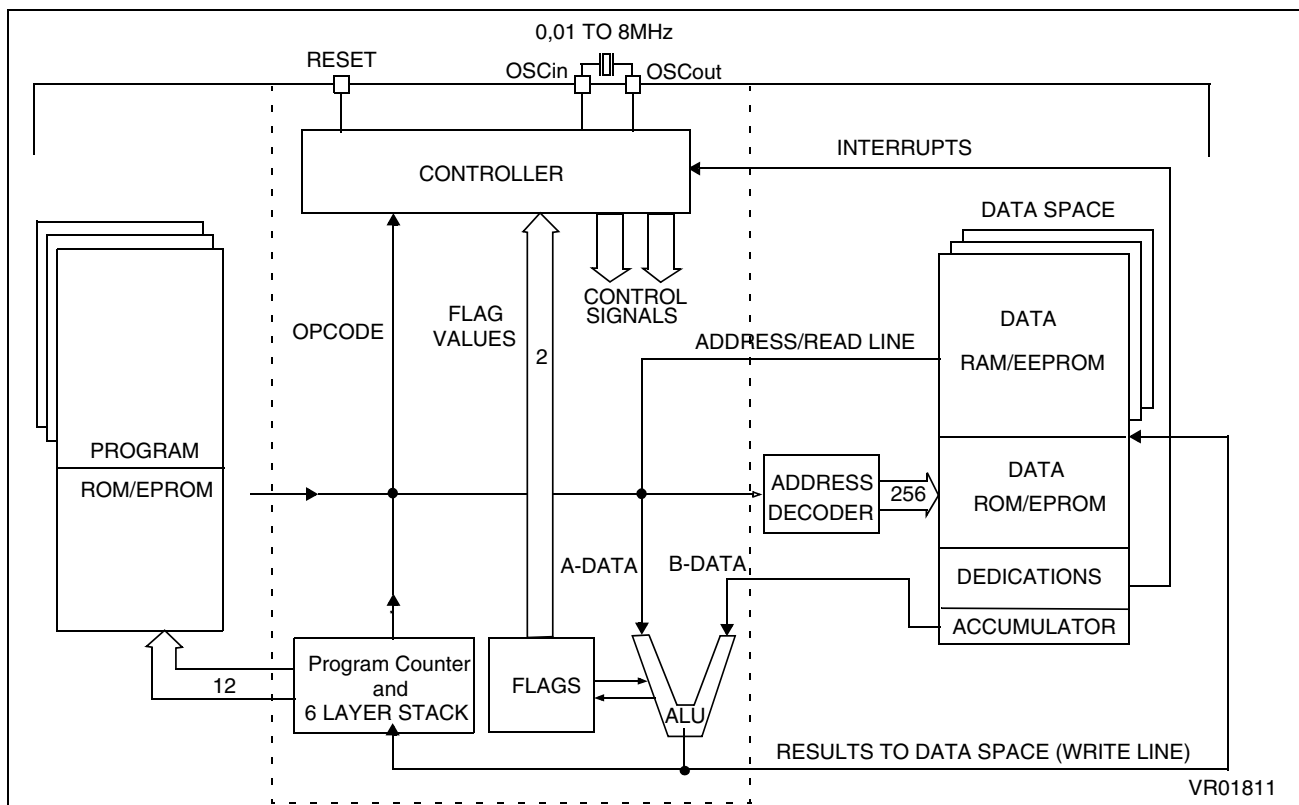 0,01 TO 8MHz
RESET
OSCin
OSCout
CONTROLLER
INTERRUPTS
DATA SPACE
OPCODE
FLAG
VALUES
2
CONTROL
SIGNALS
ADDRESS/READ LINE
DATA
RAM/EEPROM
PROGRAM
ROM/EPROM
ADDRESS
DECODER
256
DATA
ROM/EPROM
A-DATA
B-DATA
DEDICATIONS
ACCUMULATOR
12
Program Counter
and
6 LAYER STACK
FLAGS
ALU
RESULTS TO DATA SPACE (WRITE LINE)
VR01811